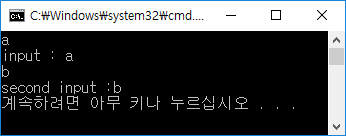 C:₩Windows₩system32₩cmd....
a
input : a
b
second input :b
계속하려면 아무 키나 누르십시오 . . .